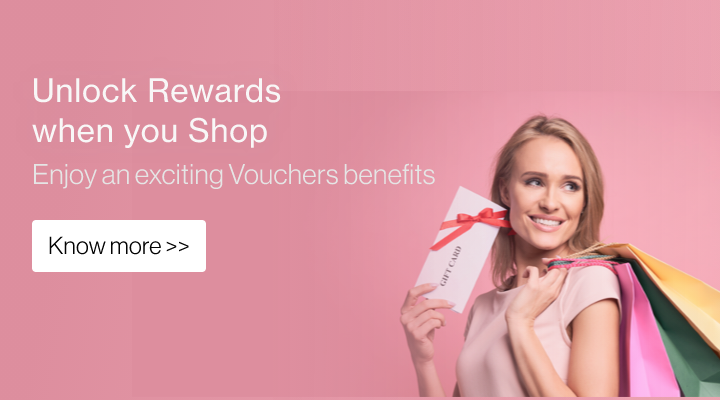 Unlock Rewards
when you Shop
Enjoy an exciting Vouchers benefits
Know more >>
GIFT CARD